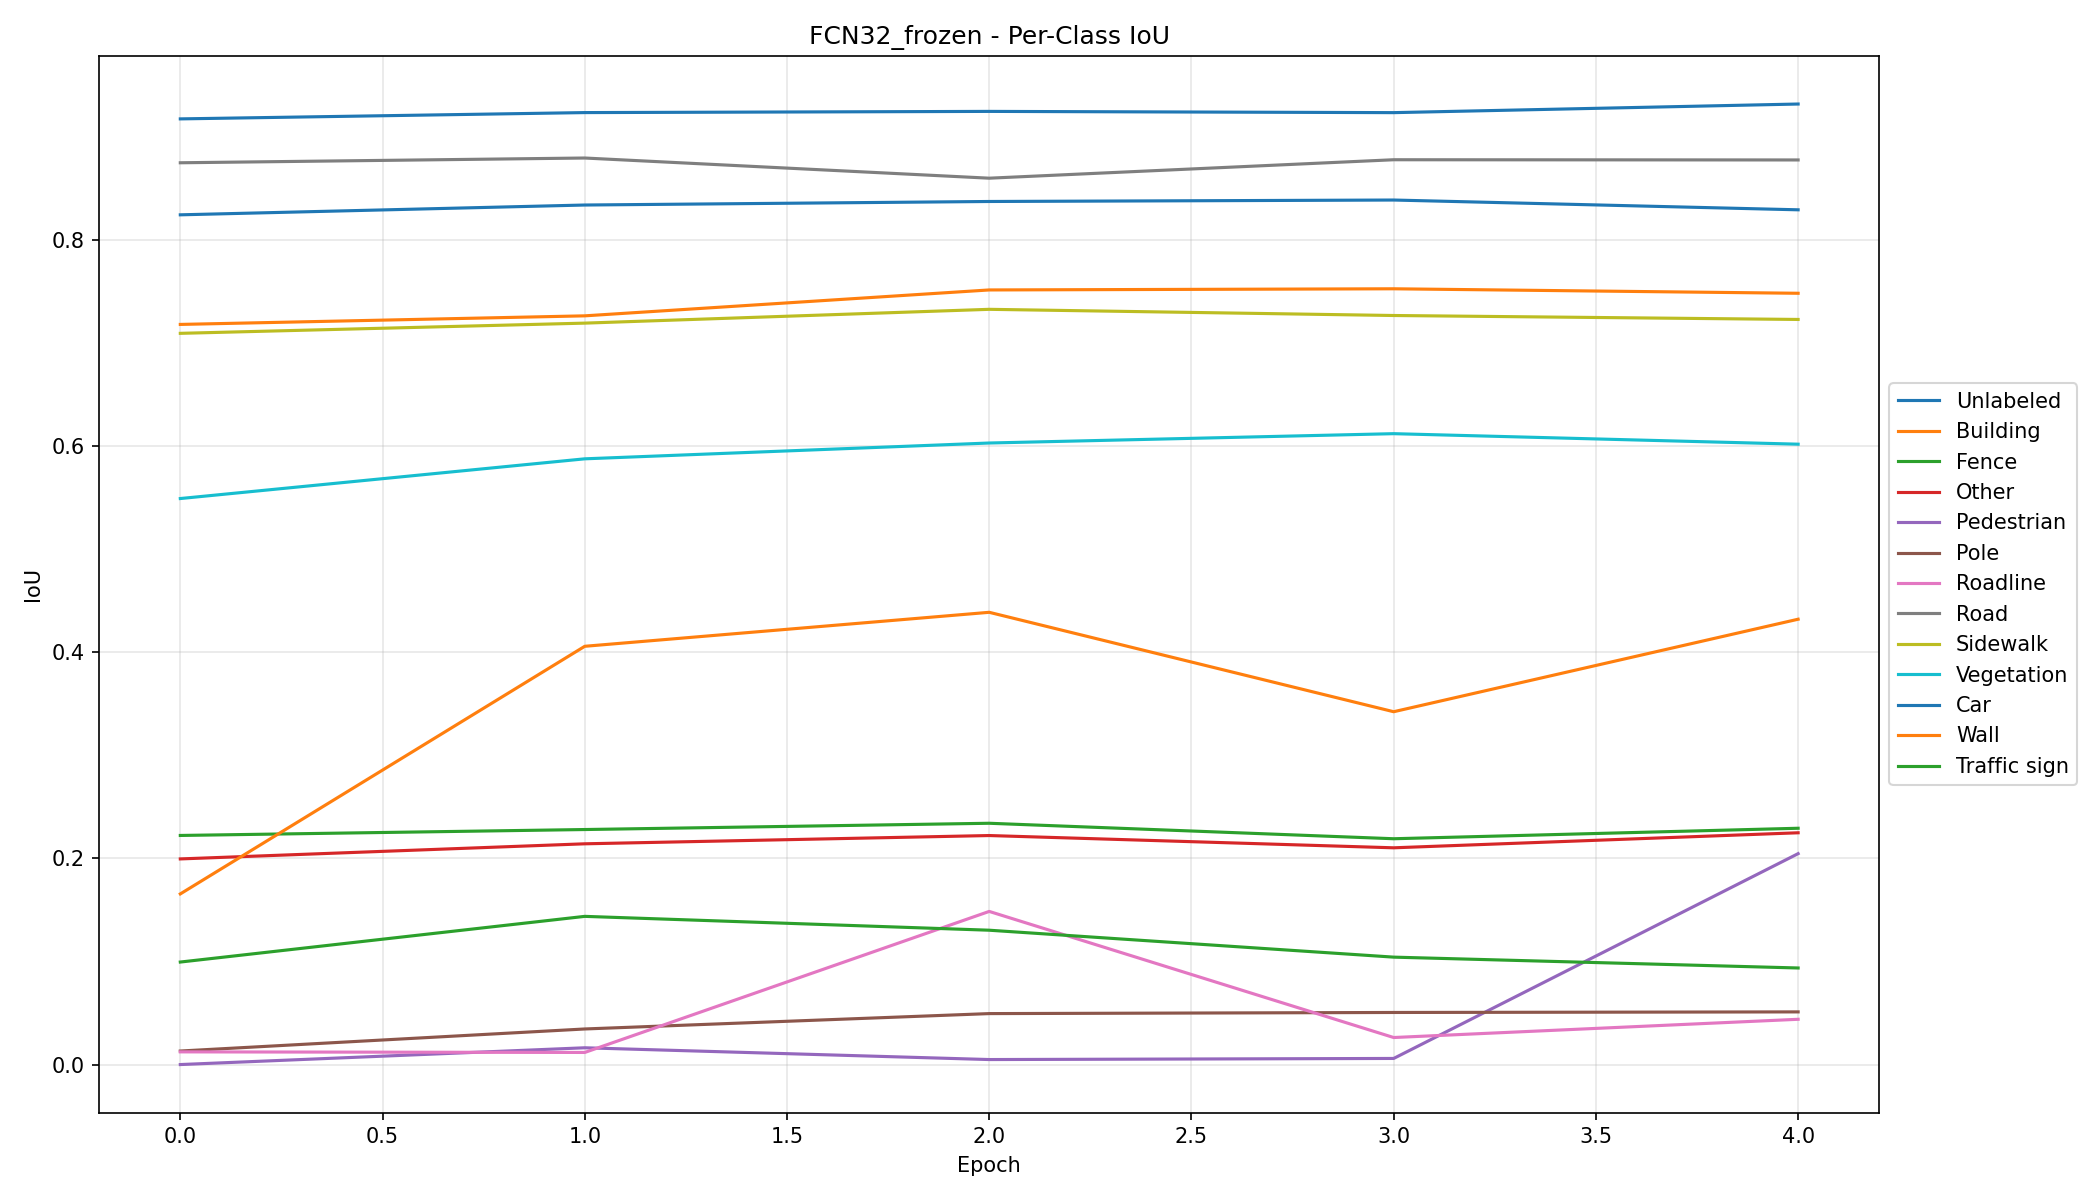 FCN32_frozen - Per-Class IoU
IoU
0.8
0.6
0.4
0.2
0.0
0.0 0.5 1.0 1.5 2.0 2.5 3.0 3.5 4.0
Epoch
Unlabeled
Building
Fence
Other
Pedestrian
Pole
Roadline
Road
Sidewalk
Vegetation
Car
Wall
Traffic sign